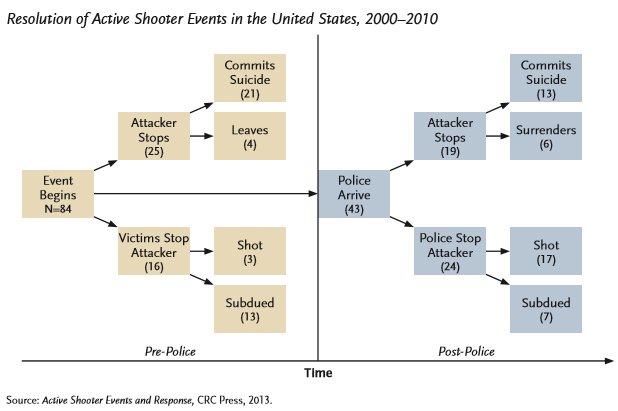 Resolution of Active Shooter Events in the United States, 2000–2010
Commits
Suicide
(21)
Attacker
Stops
(25)
Leaves
(4)
Event
Begins
N=84
Victims Stop
Attacker
(16)
Shot
(3)
Subdued
(13)
Commits
Suicide
(13)
Attacker
Stops
(19)
Surrenders
(6)
Police
Arrive
(43)
Police Stop
Attacker
(24)
Shot
(17)
Subdued
(7)
Pre-Police
Post-Police
Time
Source: Active Shooter Events and Response, CRC Press, 2013.